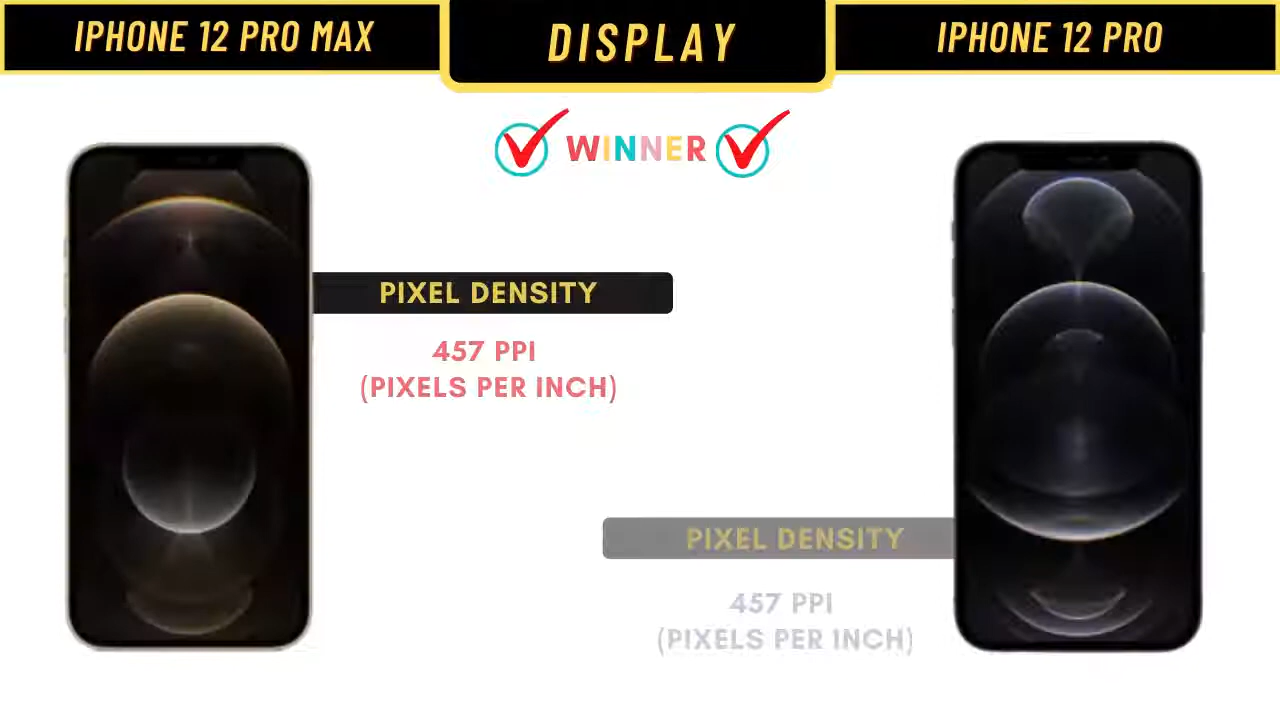 IPHONE 12 PRO MAX
DISPLAY
IPHONE 12 PRO
WINNER
PIXEL DENSITY
457 PPI
(PIXELS PER INCH)
PIXEL DENSITY
457 PPI
(PIXELS PER INCH)